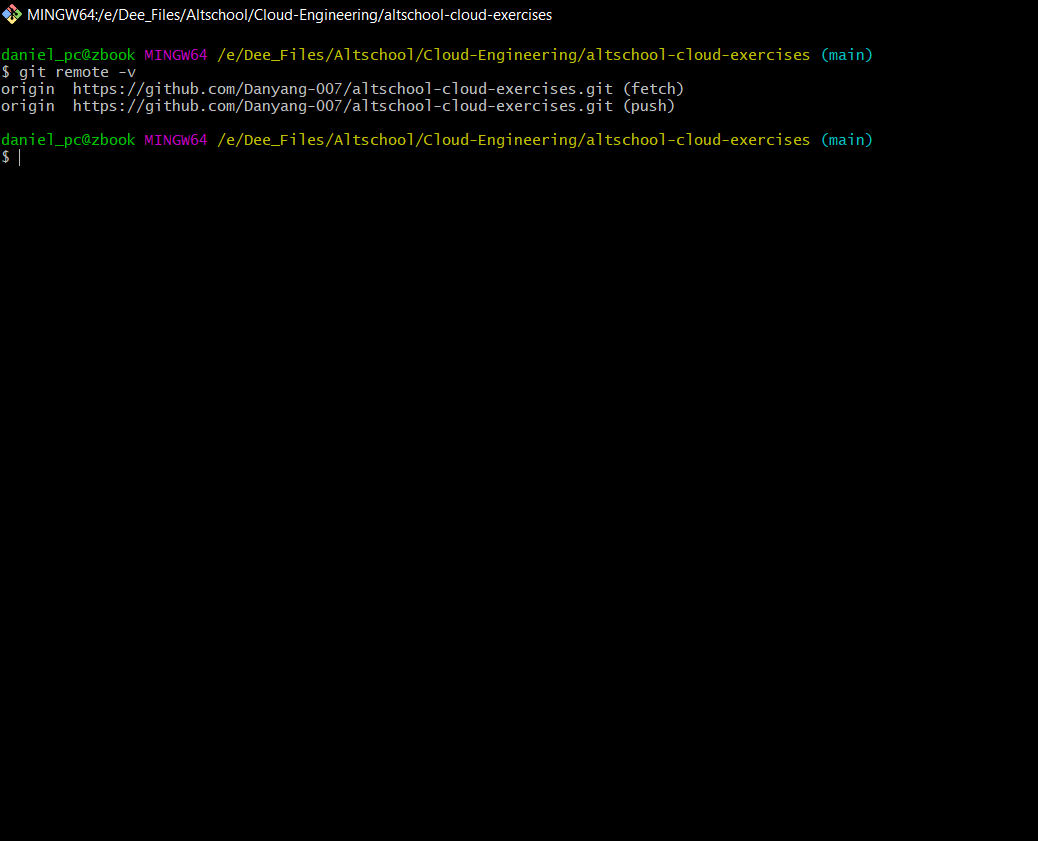 MINGW64:/e/Dee_Files/Altschool/Cloud-Engineering/altschool-cloud-exercises
daniel_pc@zbook MINGW64 /e/Dee_Files/Altschool/Cloud-Engineering/altschool-cloud-exercises (main)
$ git remote -v
origin  https://github.com/Danyang-007/altschool-cloud-exercises.git (fetch)
origin  https://github.com/Danyang-007/altschool-cloud-exercises.git (push)
daniel_pc@zbook MINGW64 /e/Dee_Files/Altschool/Cloud-Engineering/altschool-cloud-exercises (main)
$